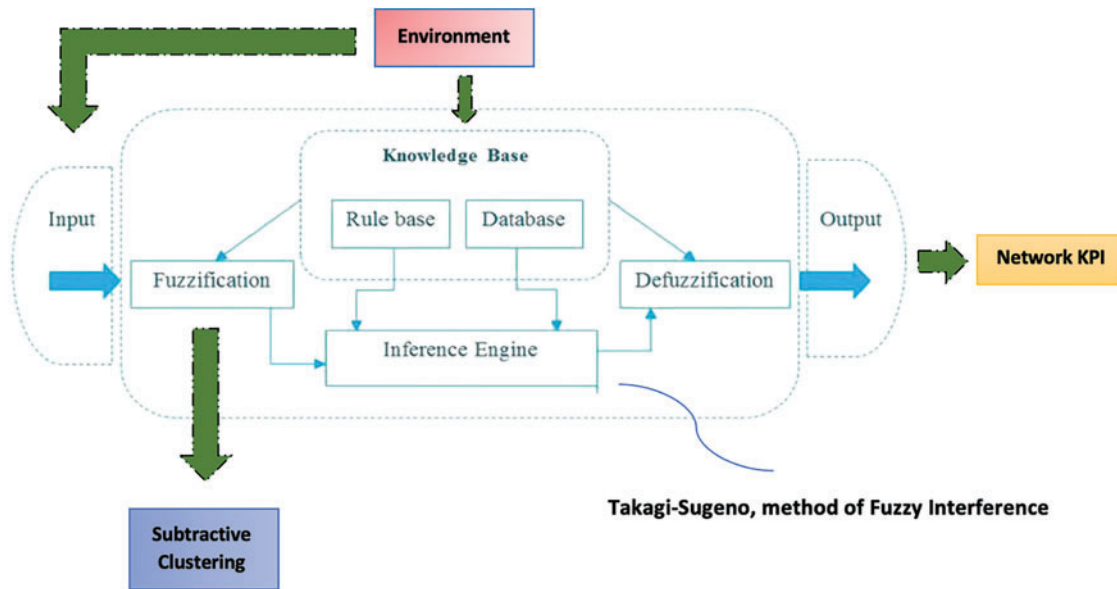 Environment
Knowledge Base
Input
Rule base
Database
Output
Fuzzification
Defuzzification
Network KPI
Inference Engine
Takagi-Sugeno, method of Fuzzy Interference
Subtractive
Clustering